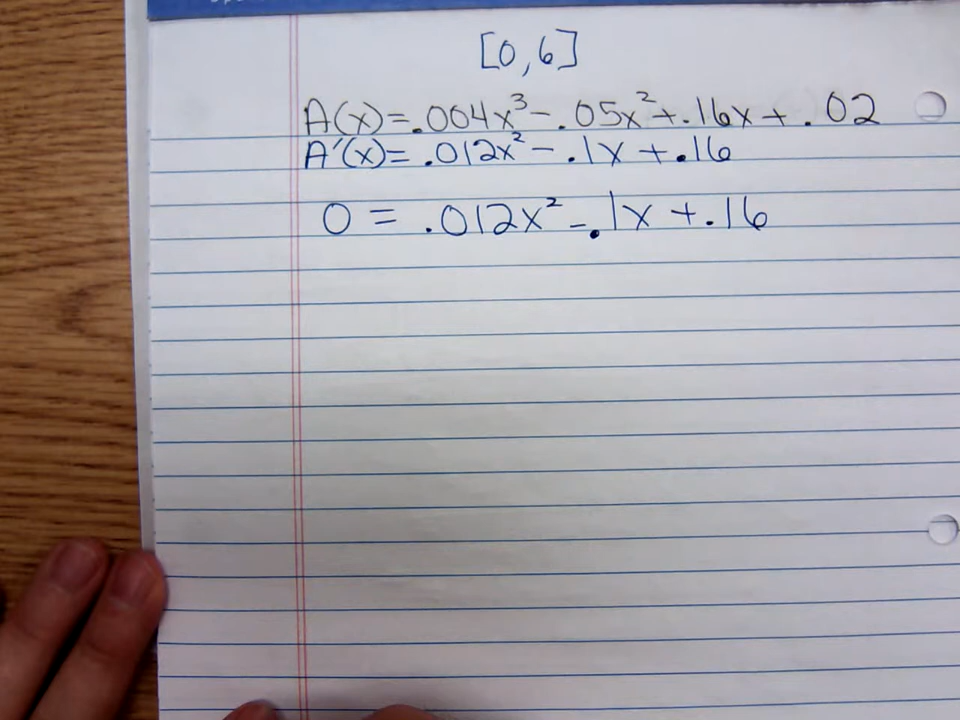 [0,6]
A(x)=.004x³-.05x²+.16x+.02
A'(x)=.012x²-.1x+.16
0=.012x²-.1x+.16